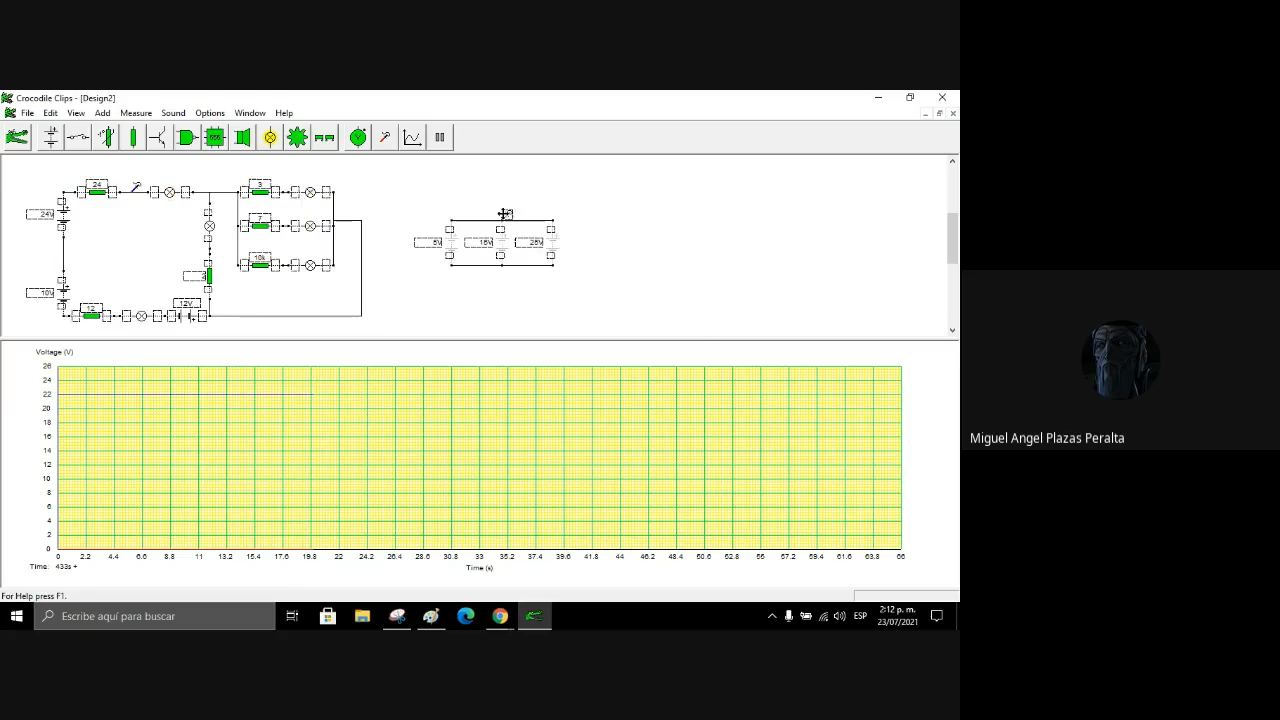 Crocodile Clips - [Design2]
File Edit View Add Measure Sound Options Window Help
24
3
24V
7
10k
10V
12
12V
15V
25V
Voltage (V)
26
24
22
20
18
16
14
12
10
8
6
4
2
0
0 2.2 4.4 6.6 8.8 11 13.2 15.4 17.6 19.8 22 24.2 26.4 28.6 30.8 33 35.2 37.4 39.6 41.8 44 46.2 48.4 50.6 52.8 55 57.2 59.4 61.6 63.8 66
Time: 433s +
Time (s)
For Help press F1.
Escribe aquí para buscar
ESP
2:12 p. m.
23/07/2021
Miguel Angel Plazas Peralta